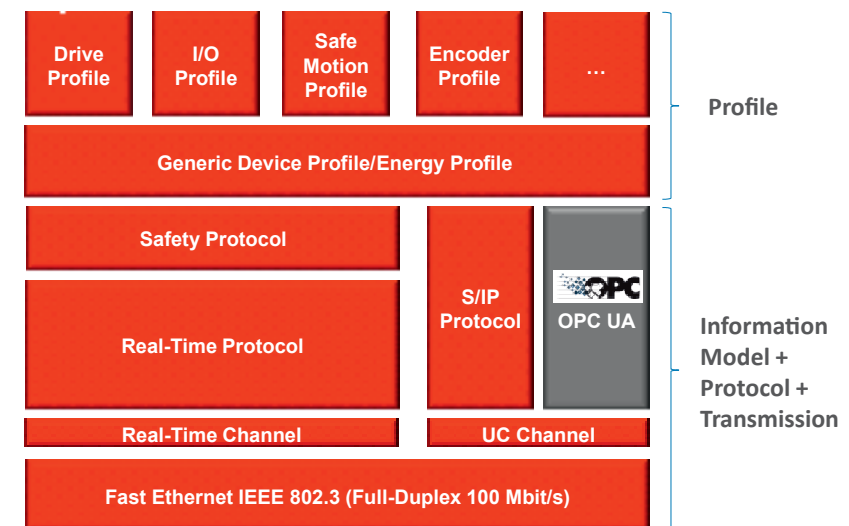 Drive
Profile
I/O
Profile
Safe
Motion
Profile
Encoder
Profile
...
Profile
Generic Device Profile/Energy Profile
Safety Protocol
S/IP
Protocol
OPC
OPC UA
Real-Time Protocol
Information
Model +
Protocol +
Transmission
Real-Time Channel
UC Channel
Fast Ethernet IEEE 802.3 (Full-Duplex 100 Mbit/s)